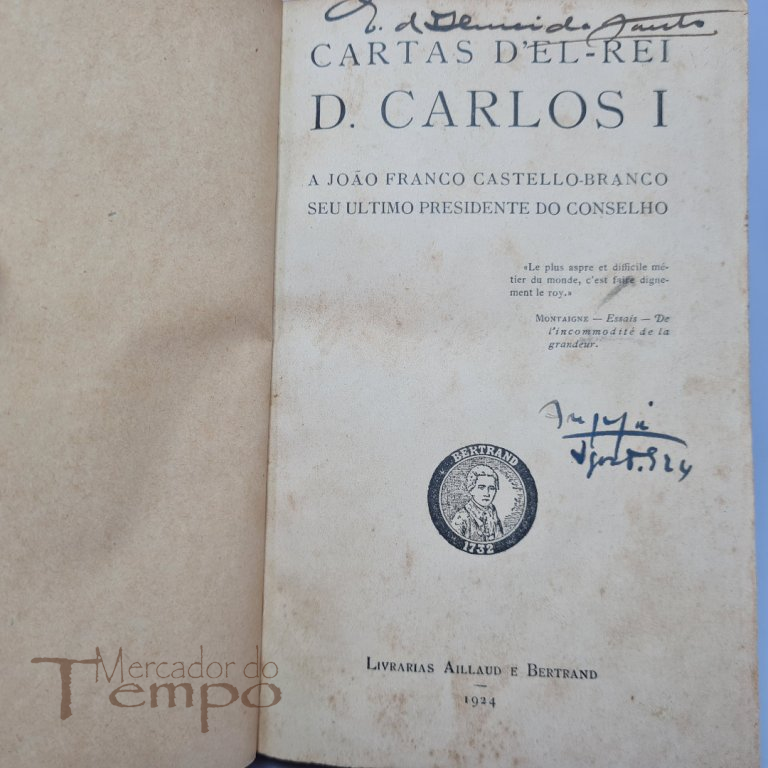 E. d'Almeida Santos
CARTAS D'EL-REI
D. CARLOS I
A JOÃO FRANCO CASTELLO-BRANCO
SEU ULTIMO PRESIDENTE DO CONSELHO
«Le plus aspre et difficile mé-
tier du monde, c'est faire digne-
ment le roy.»
MONTAIGNE — Essais — De
l'incommodité de la
grandeur.
BERTRAND
1732
LIVRARIAS AILLAUD E BERTRAND
1924
Mercador do
Tempo